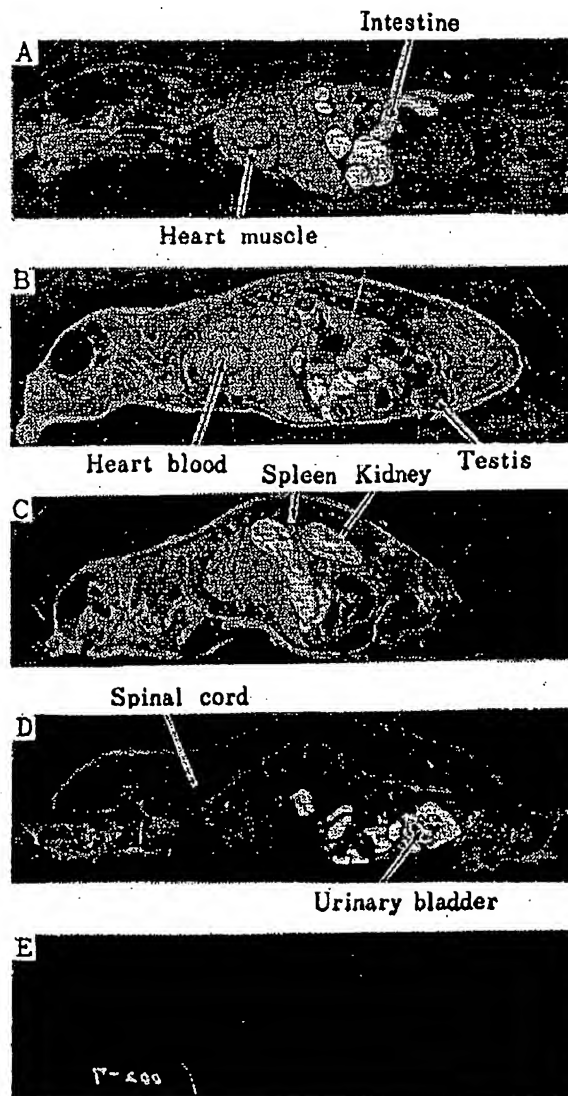 Intestine
A
Heart muscle
B
Heart blood
Testis
Spleen Kidney
C
Spinal cord
D
Urinary bladder
E